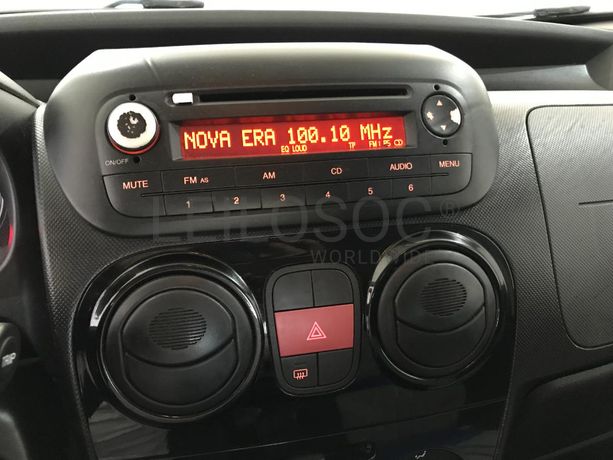 NOVA ERA 100.10 MHz
EQ LOUD TP FM1 P5 CD
ON/OFF
MUTE FM AS AM CD AUDIO MENU
1 2 3 4 5 6
LEILOSOC®
WORLDWIDE
TRIP